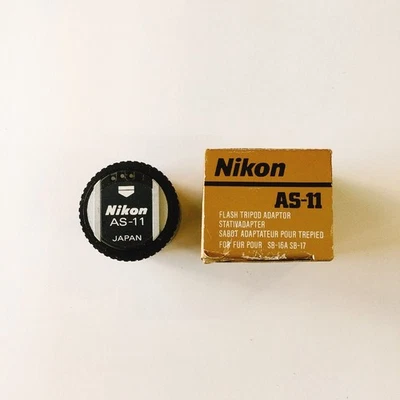 Nikon
AS-11
JAPAN
Nikon
AS-11
FLASH TRIPOD ADAPTOR
STATIVADAPTER
SABOT ADAPTATEUR POUR TREPIED
FOR FÜR POUR SB-16A SB-17